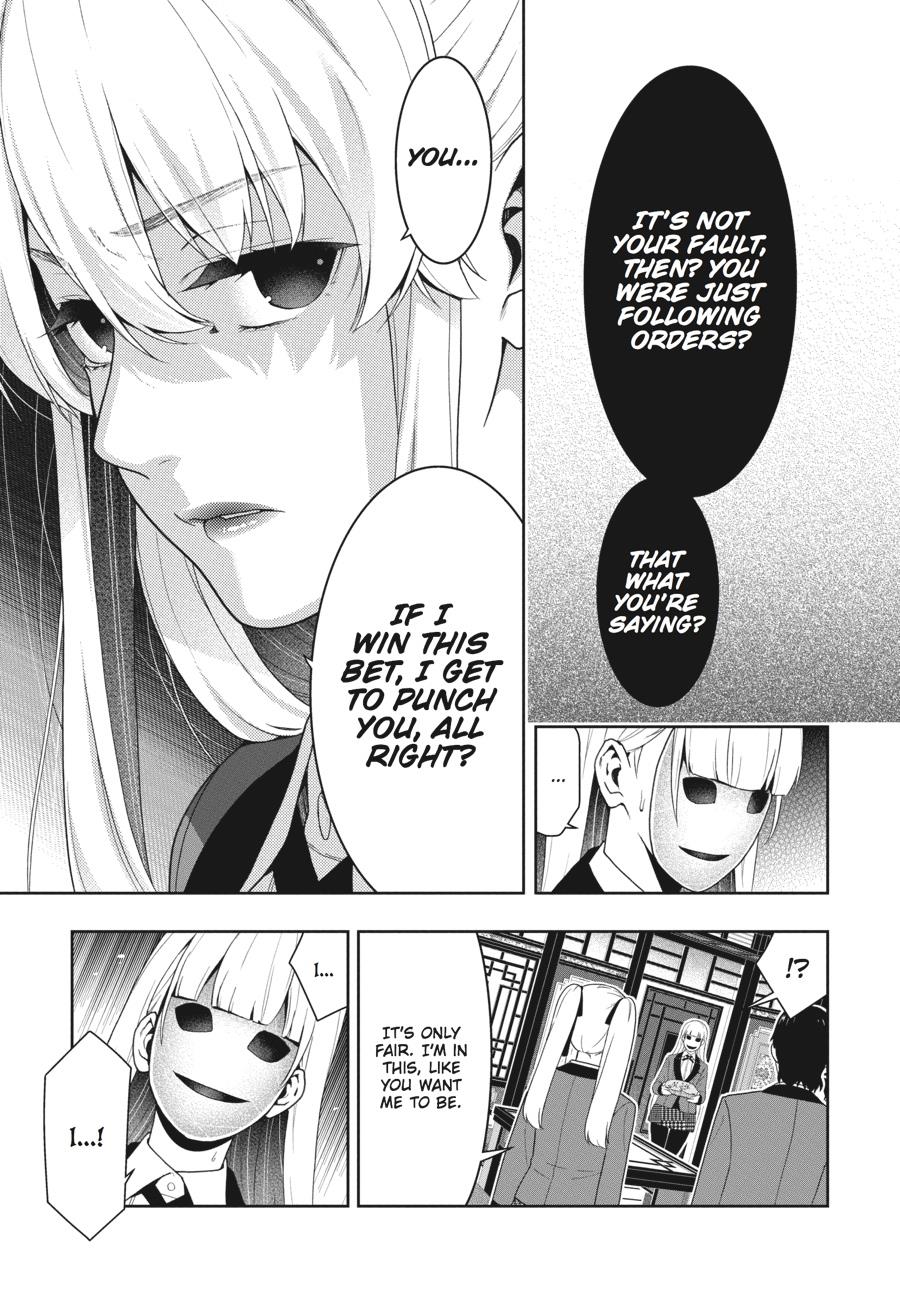 IT'S NOT
YOUR FAULT,
THEN? YOU
WERE JUST
FOLLOWING
ORDERS?
THAT
WHAT
YOU'RE
SAYING?
YOU...
IF I
WIN THIS
BET, I GET
TO PUNCH
YOU, ALL
RIGHT?
...
!?
IT'S ONLY
FAIR. I'M IN
THIS, LIKE
YOU WANT
ME TO BE.
I...
I...!